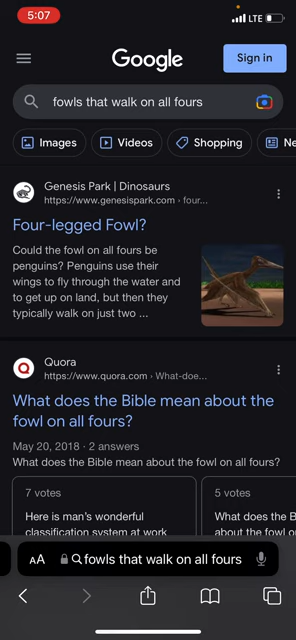 5:07
LTE
Google
Sign in
fowls that walk on all fours
Images
Videos
Shopping
Ne
Genesis Park | Dinosaurs
https://www.genesispark.com › four...
Four-legged Fowl?
Could the fowl on all fours be
penguins? Penguins use their
wings to fly through the water and
to get up on land, but then they
typically walk on just two ...
Quora
https://www.quora.com › What-doe...
What does the Bible mean about the
fowl on all fours?
May 20, 2018 · 2 answers
What does the Bible mean about the fowl on all fours?
7 votes
5 votes
Here is man's wonderful
What does the B
classification system at work
about the fowl o
AA
fowls that walk on all fours